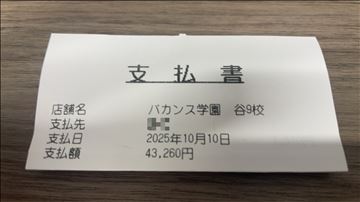 支払書
店舗名 バカンス学園 谷9校
支払先
支払日 2025年10月10日
支払額 43,260円